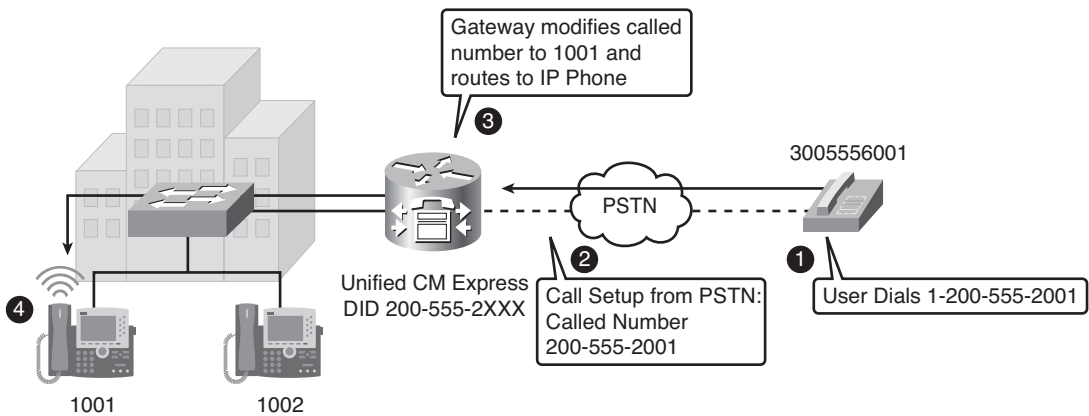 Gateway modifies called
number to 1001 and
routes to IP Phone
3
3005556001
PSTN
1
User Dials 1-200-555-2001
2
Call Setup from PSTN:
Called Number
200-555-2001
Unified CM Express
DID 200-555-2XXX
4
1001
1002